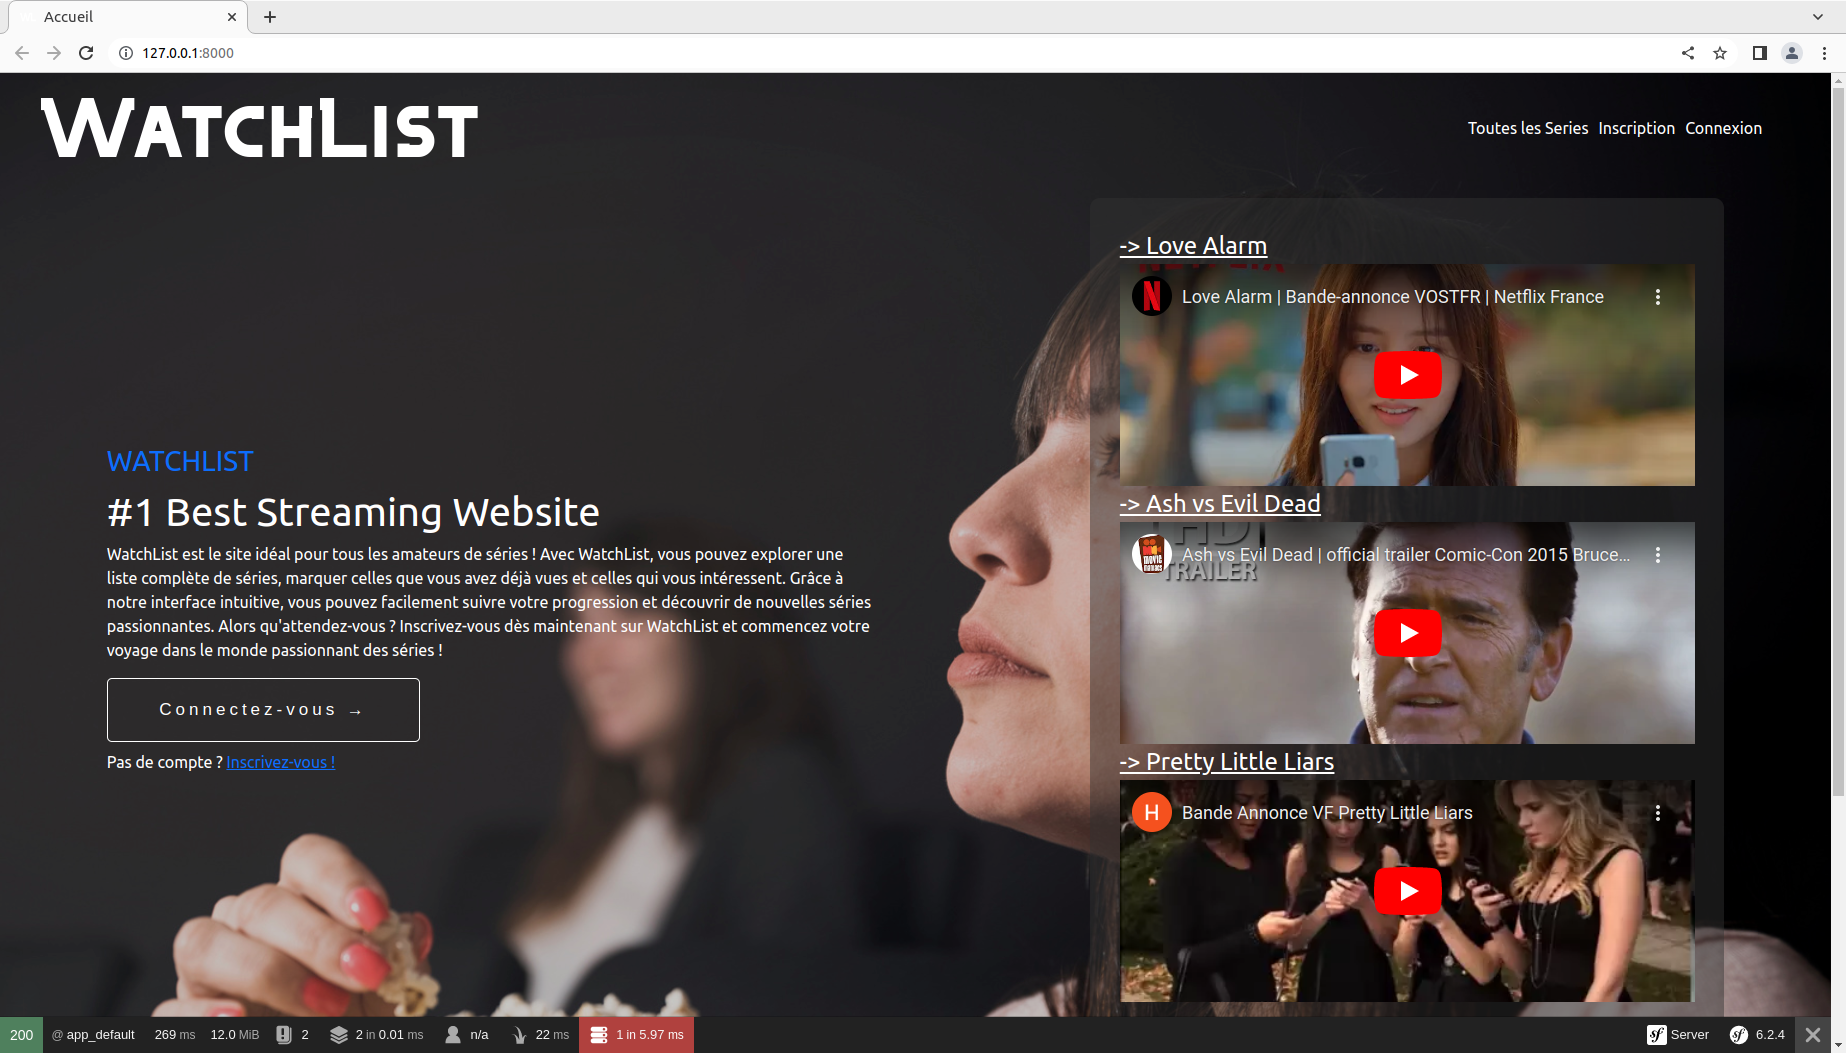 Accueil
127.0.0.1:8000
WATCHLIST
Toutes les Series Inscription Connexion
-> Love Alarm
Love Alarm | Bande-annonce VOSTFR | Netflix France
-> Ash vs Evil Dead
HD
Ash vs Evil Dead | official trailer Comic-Con 2015 Bruce...
TRAILER
-> Pretty Little Liars
H
Bande Annonce VF Pretty Little Liars
WATCHLIST
#1 Best Streaming Website
WatchList est le site idéal pour tous les amateurs de séries ! Avec WatchList, vous pouvez explorer une
liste complète de séries, marquer celles que vous avez déjà vues et celles qui vous intéressent. Grâce à
notre interface intuitive, vous pouvez facilement suivre votre progression et découvrir de nouvelles séries
passionnantes. Alors qu'attendez-vous ? Inscrivez-vous dès maintenant sur WatchList et commencez votre
voyage dans le monde passionnant des séries !
Connectez-vous →
Pas de compte ? Inscrivez-vous !
200 @ app_default 269 ms 12.0 MiB 2 2 in 0.01 ms n/a 22 ms 1 in 5.97 ms sf Server sf 6.2.4